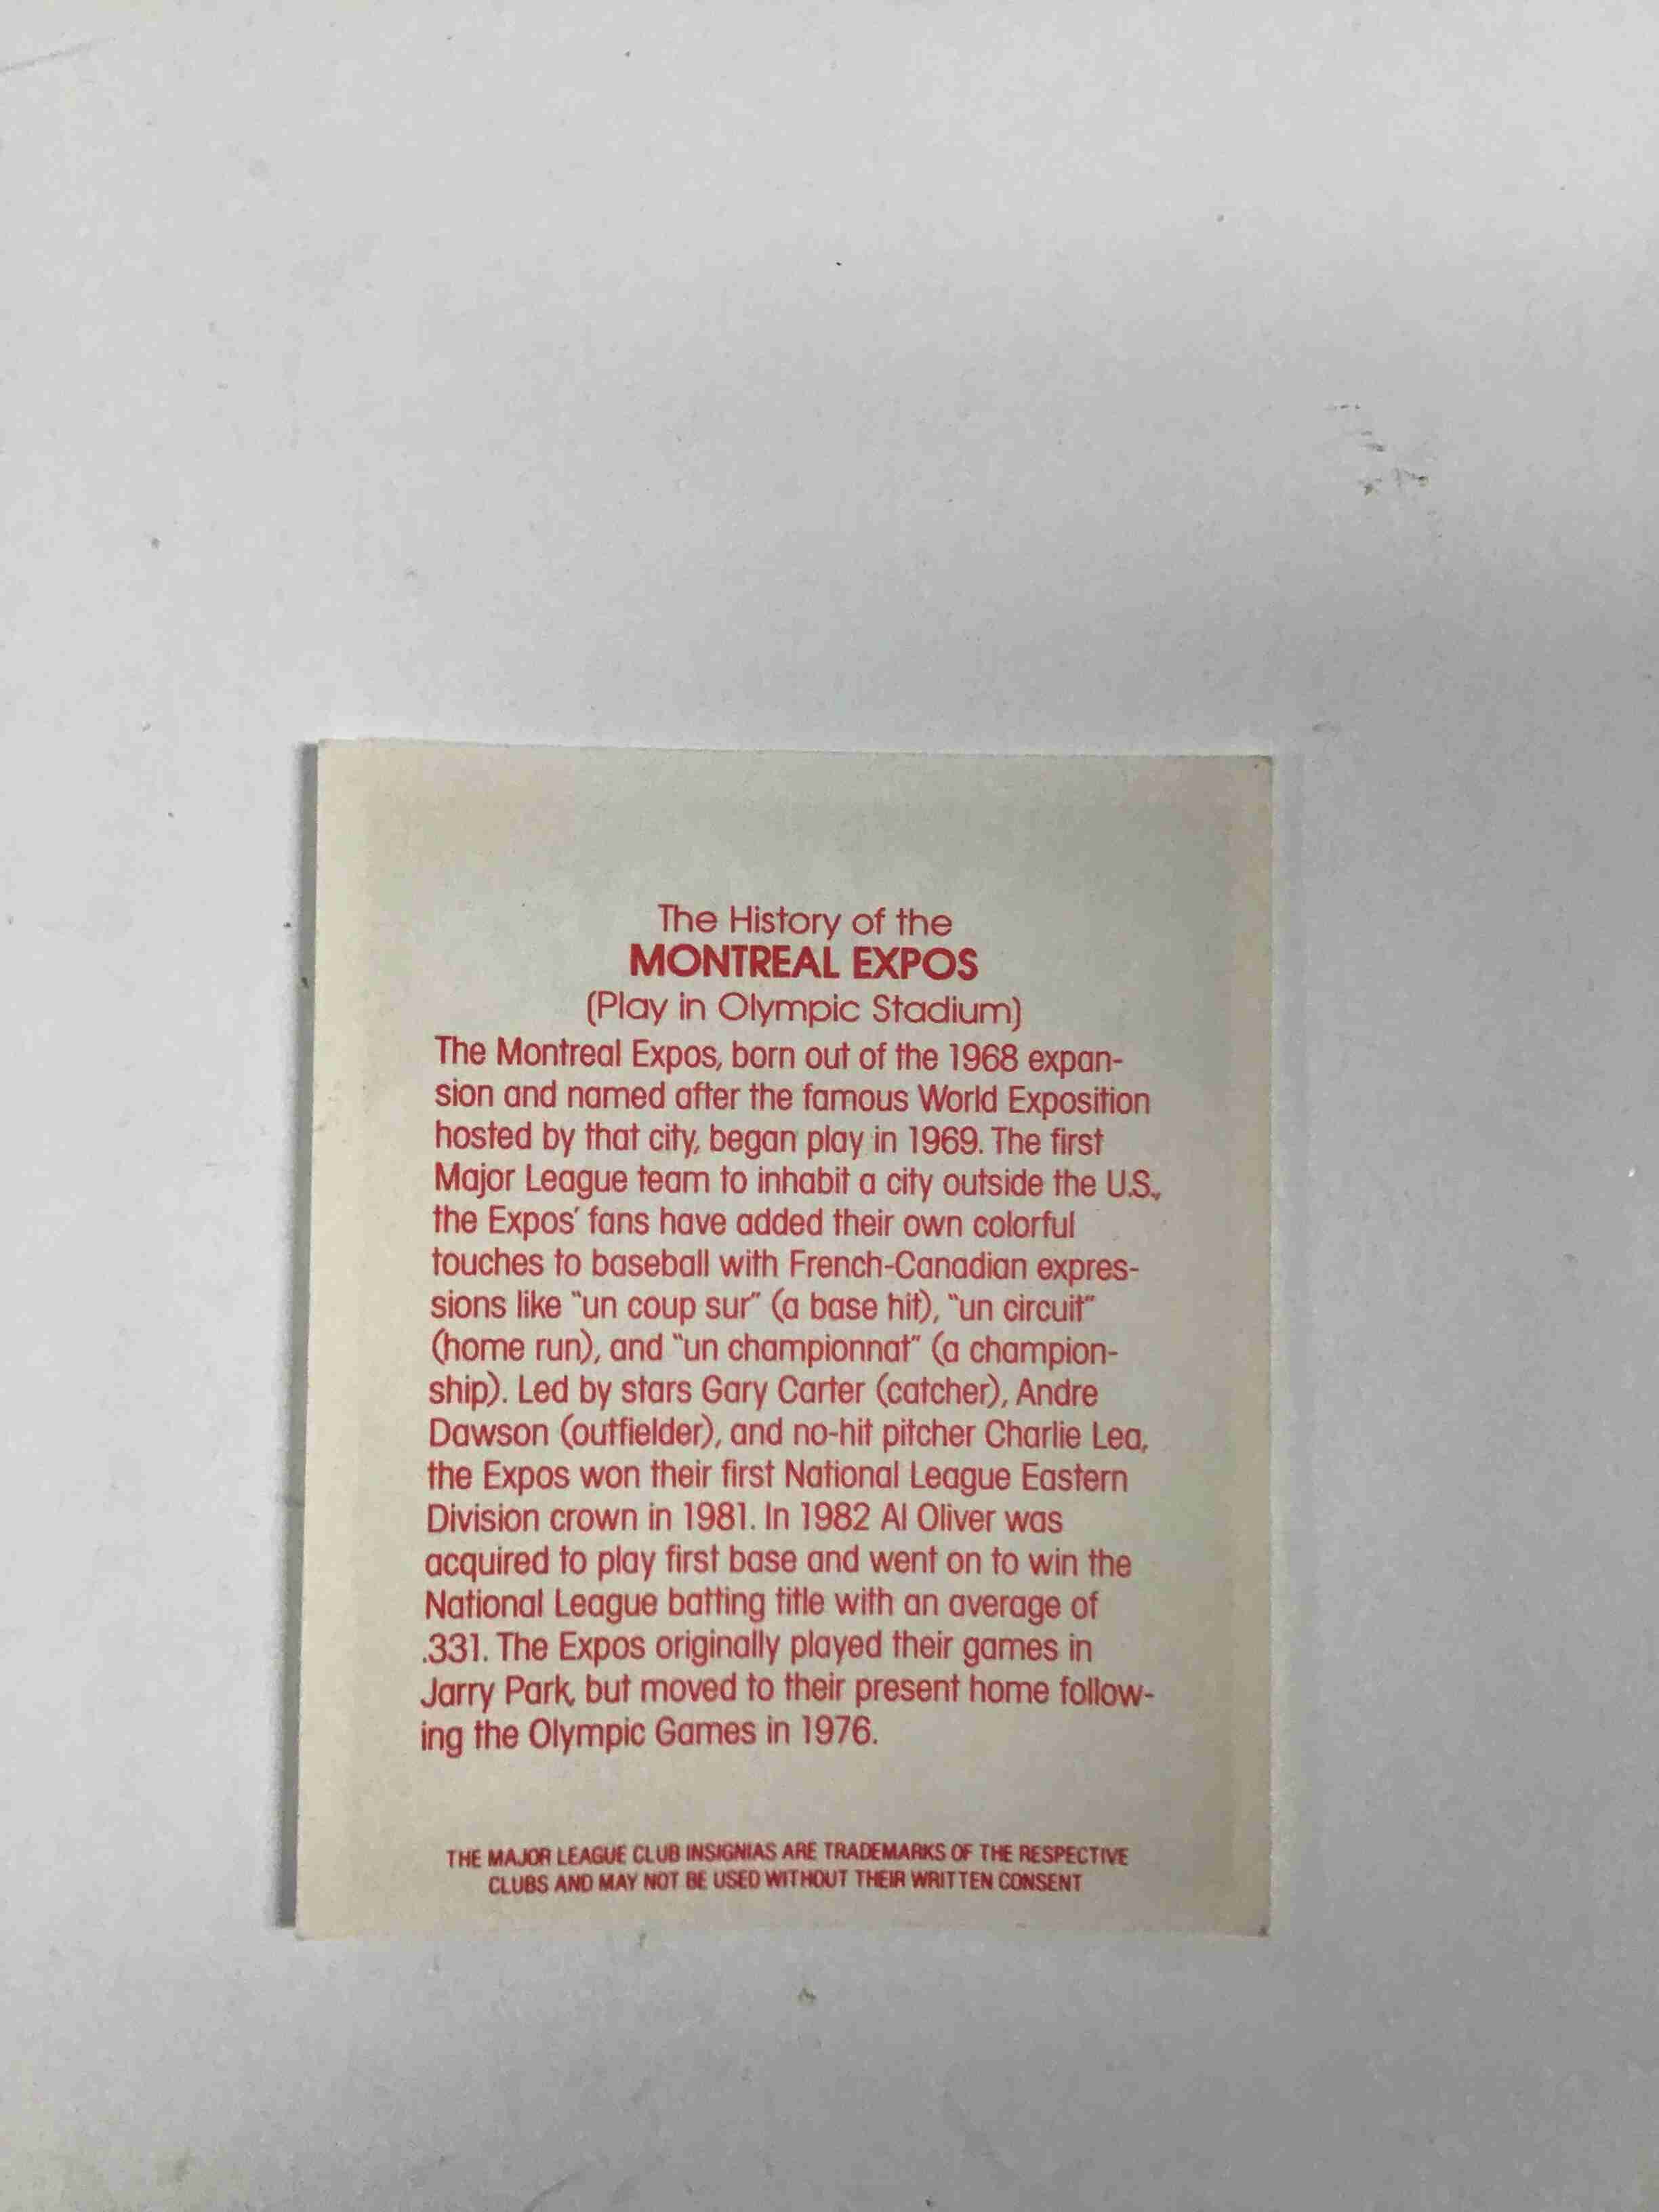 The History of the
MONTREAL EXPOS
(Play in Olympic Stadium)
The Montreal Expos, born out of the 1968 expan-
sion and named after the famous World Exposition
hosted by that city, began play in 1969. The first
Major League team to inhabit a city outside the U.S.,
the Expos' fans have added their own colorful
touches to baseball with French-Canadian expres-
sions like "un coup sur" (a base hit), "un circuit"
(home run), and "un championnat" (a champion-
ship). Led by stars Gary Carter (catcher), Andre
Dawson (outfielder), and no-hit pitcher Charlie Lea,
the Expos won their first National League Eastern
Division crown in 1981. In 1982 Al Oliver was
acquired to play first base and went on to win the
National League batting title with an average of
.331. The Expos originally played their games in
Jarry Park, but moved to their present home follow-
ing the Olympic Games in 1976.
THE MAJOR LEAGUE CLUB INSIGNIAS ARE TRADEMARKS OF THE RESPECTIVE
CLUBS AND MAY NOT BE USED WITHOUT THEIR WRITTEN CONSENT